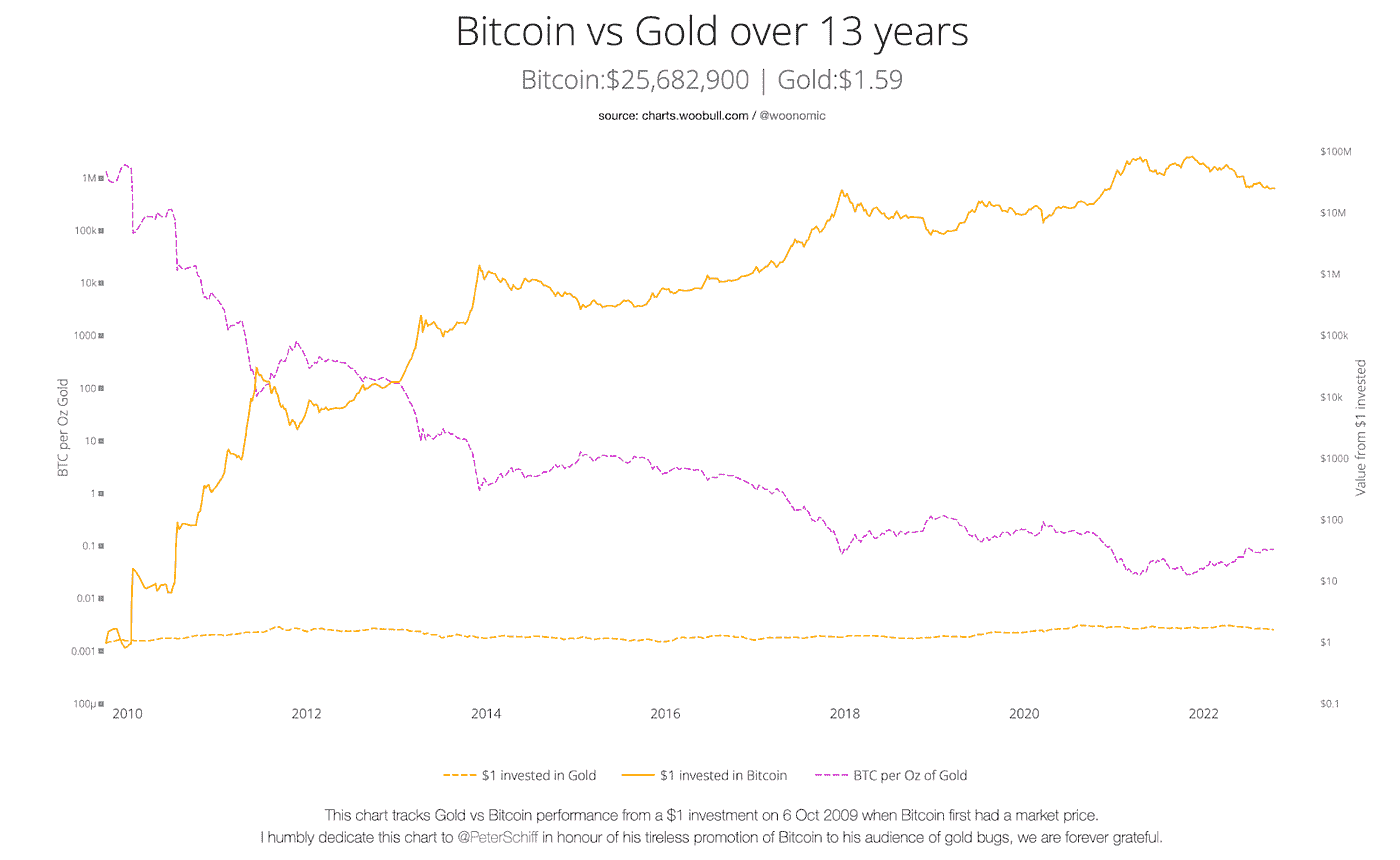 Bitcoin vs Gold over 13 years
Bitcoin:$25,682,900 | Gold:$1.59
source: charts.woobull.com / @woonomic
BTC per Oz Gold
1M
100k
10k
1000
100
10
1
0.1
0.01
0.001
100μ
$100M
$10M
$1M
$100k
$10k
$1000
$100
$10
$1
$0.1
Value from $1 invested
2010 2012 2014 2016 2018 2020 2022
$1 invested in Gold $1 invested in Bitcoin BTC per Oz of Gold
This chart tracks Gold vs Bitcoin performance from a $1 investment on 6 Oct 2009 when Bitcoin first had a market price.
I humbly dedicate this chart to @PeterSchiff in honour of his tireless promotion of Bitcoin to his audience of gold bugs, we are forever grateful.